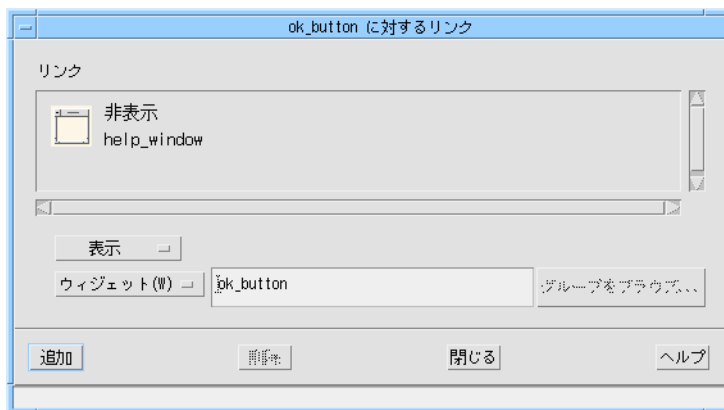 ok_button に対するリンク
リンク
非表示
help_window
表示
ウィジェット(W) ok_button グループをブラウズ...
追加 削除 閉じる ヘルプ